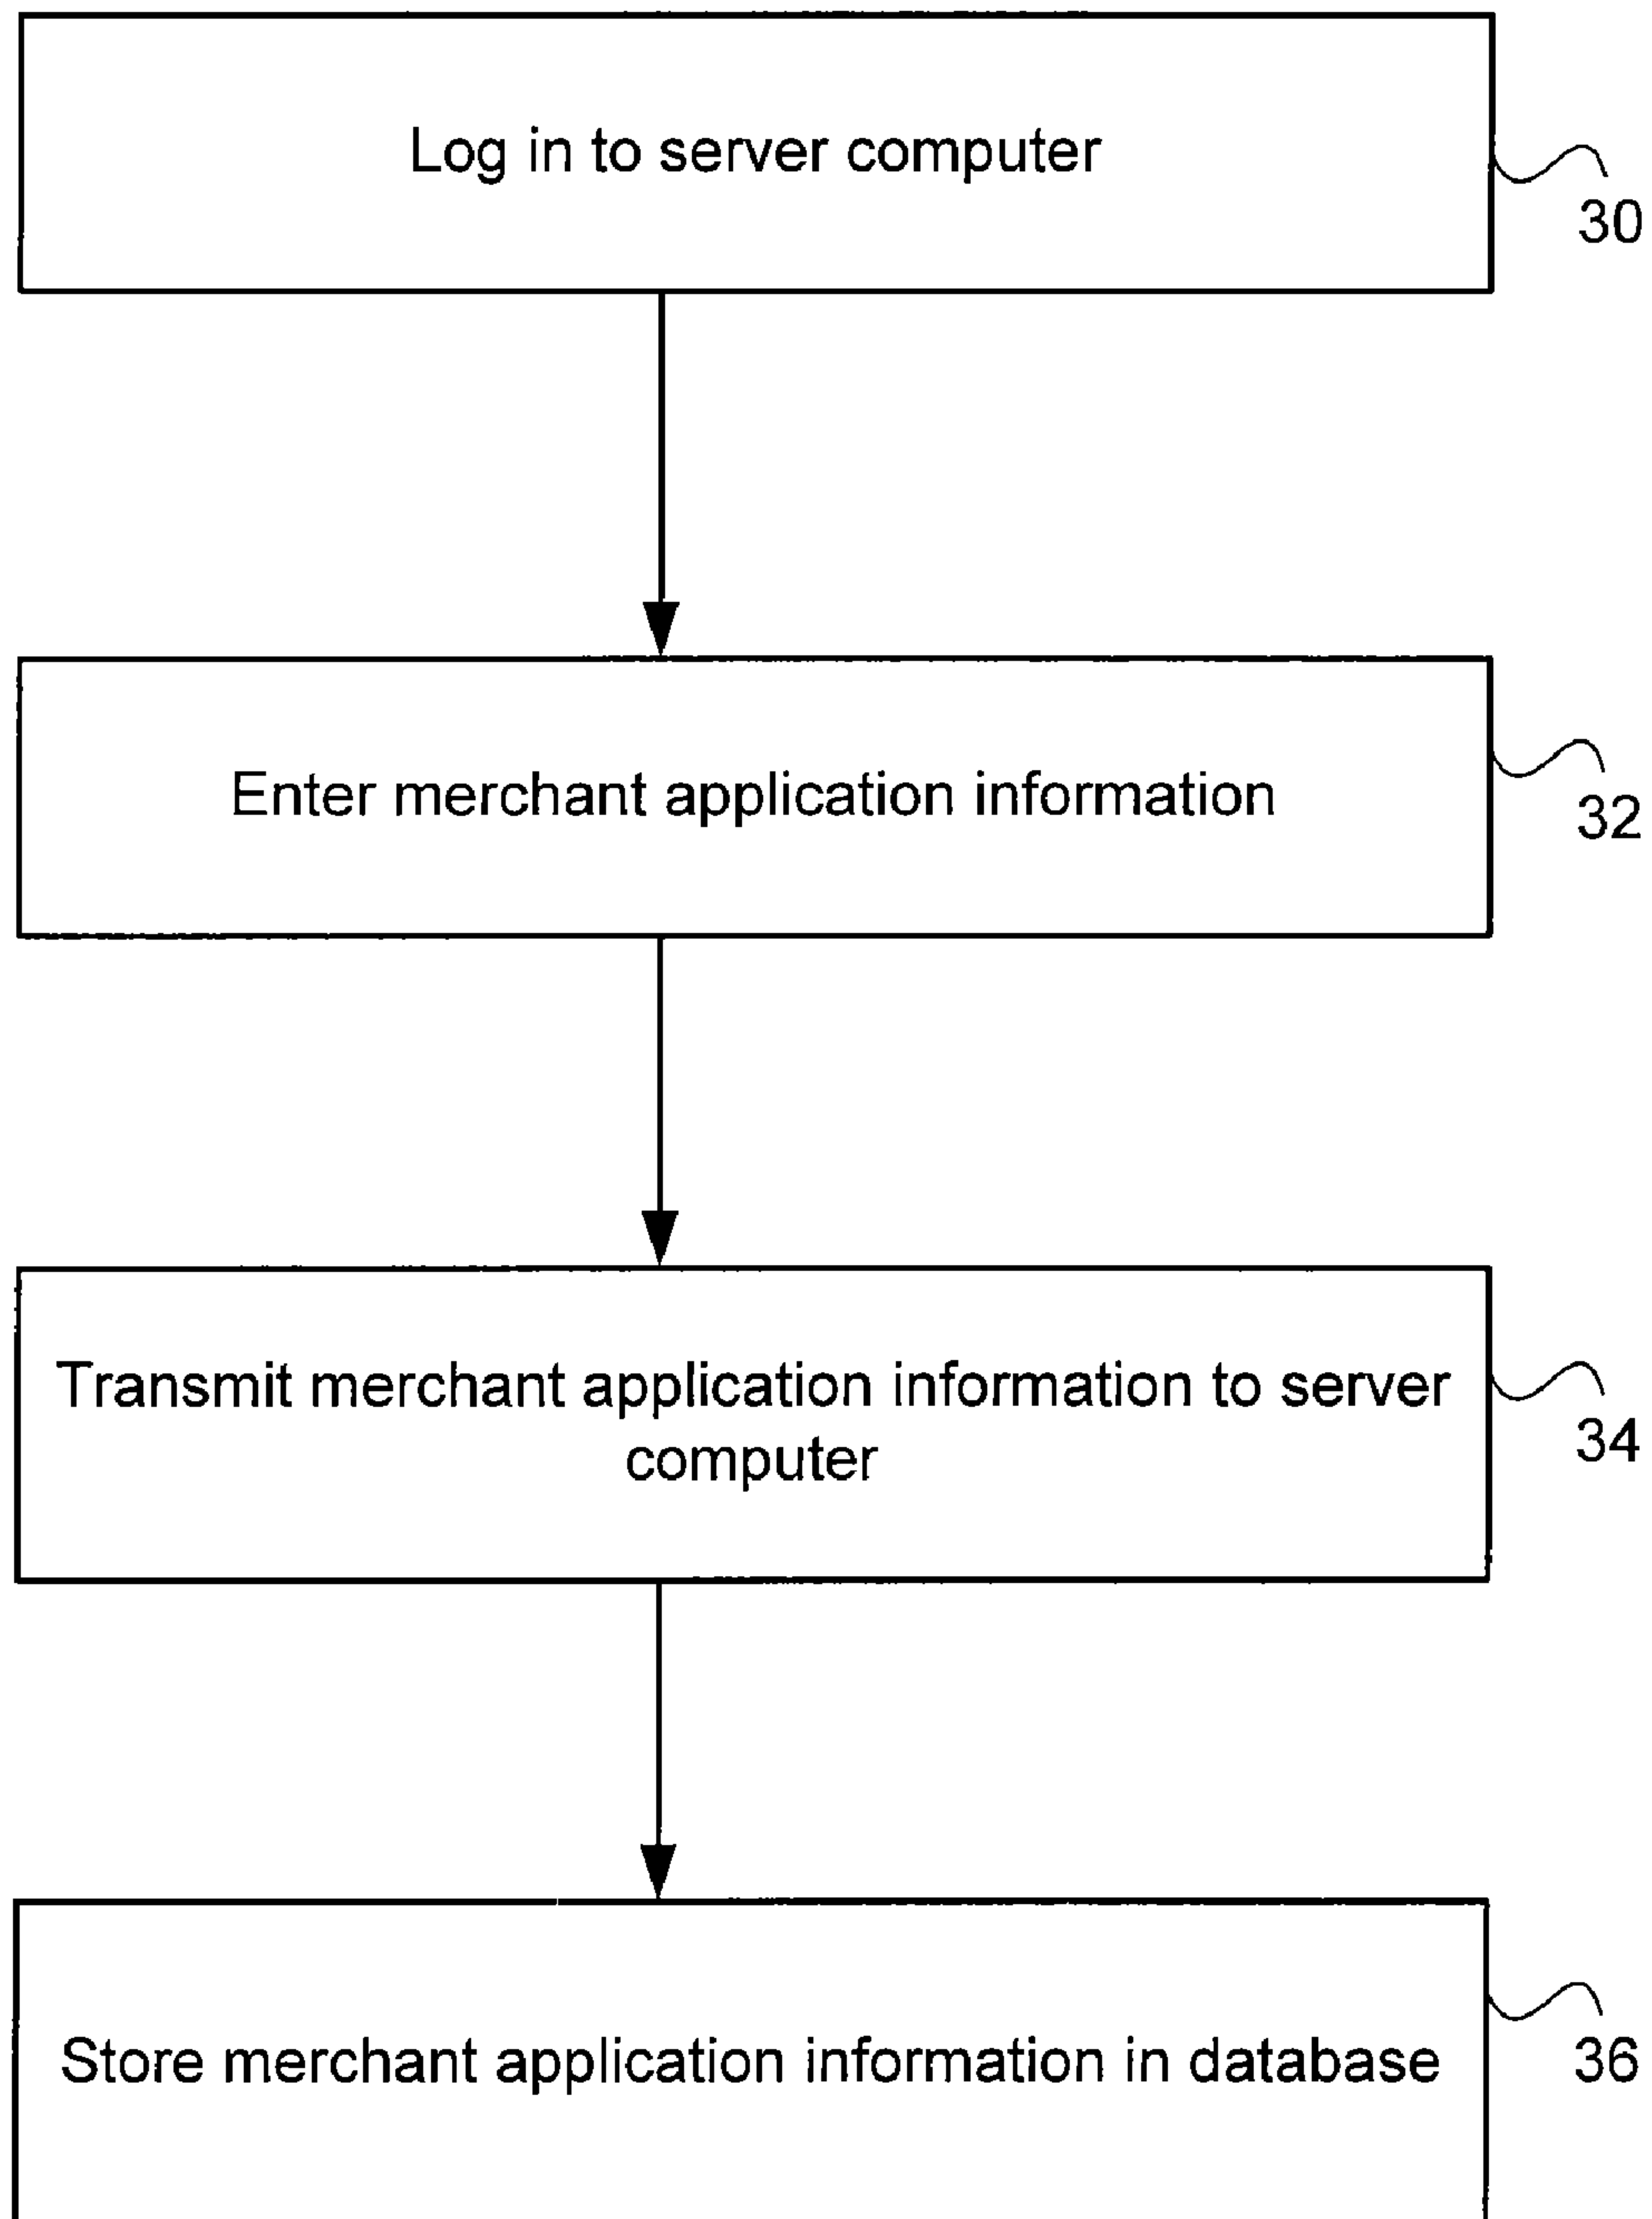 Log in to server computer
30
Enter merchant application information
32
Transmit merchant application information to server
computer
34
Store merchant application information in database
36